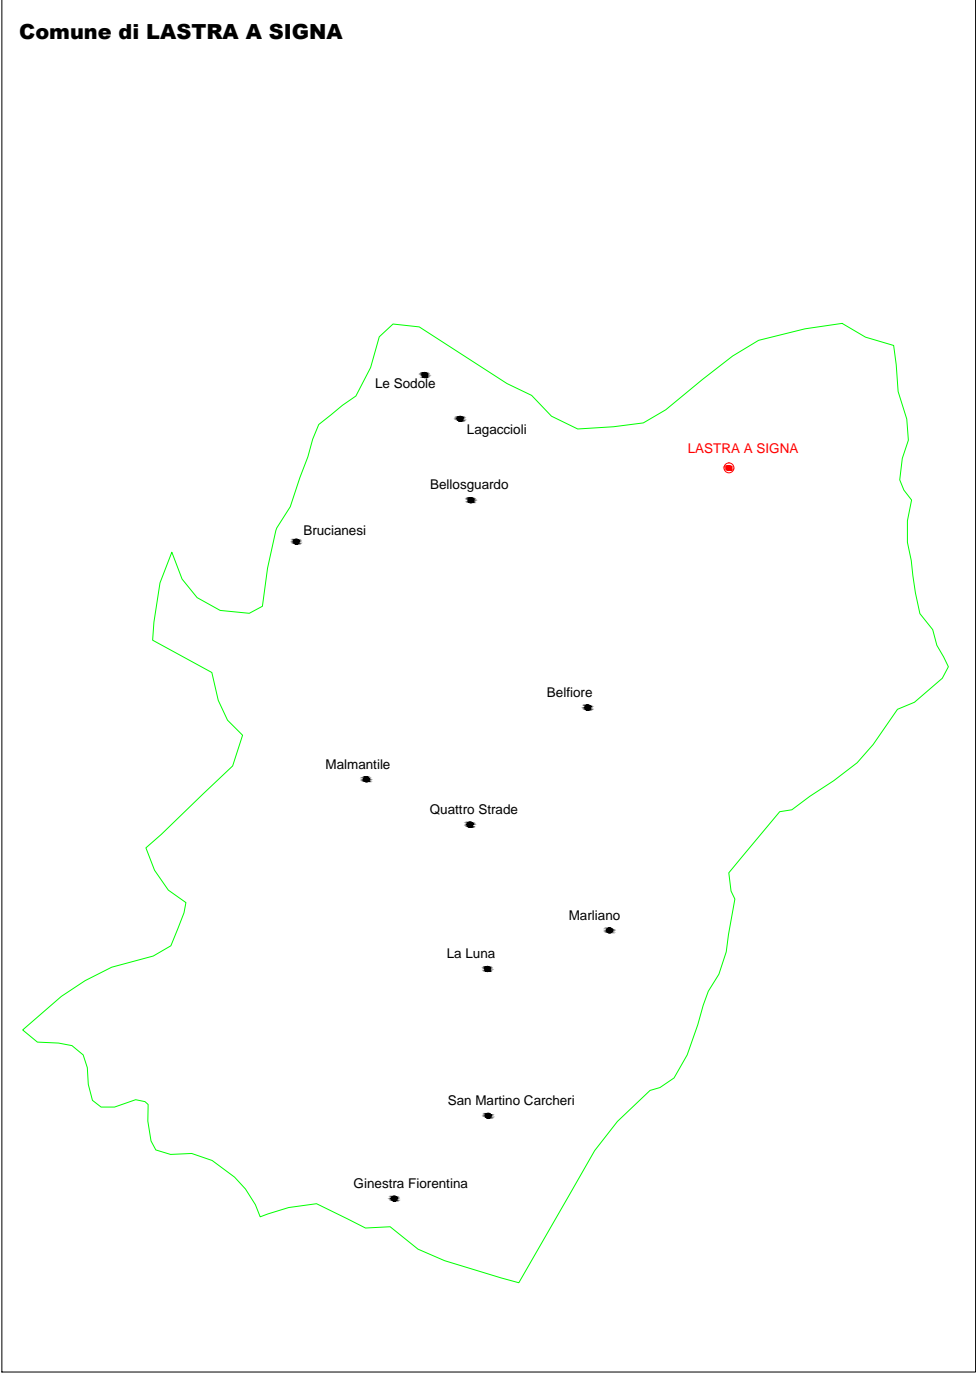 Comune di LASTRA A SIGNA
Le Sodole
Lagaccioli
LASTRA A SIGNA
Bellosguardo
Brucianesi
Belfiore
Malmantile
Quattro Strade
Marliano
La Luna
San Martino Carcheri
Ginestra Fiorentina